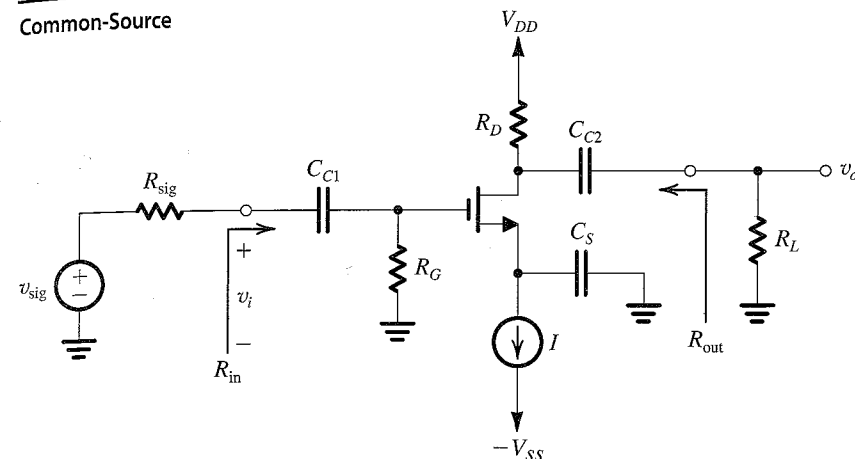 Common-Source
V_DD
R_D
C_C2
v_o
R_sig
C_C1
+
v_i
−
R_G
C_S
R_L
+
−
v_sig
R_in
I
R_out
−V_SS